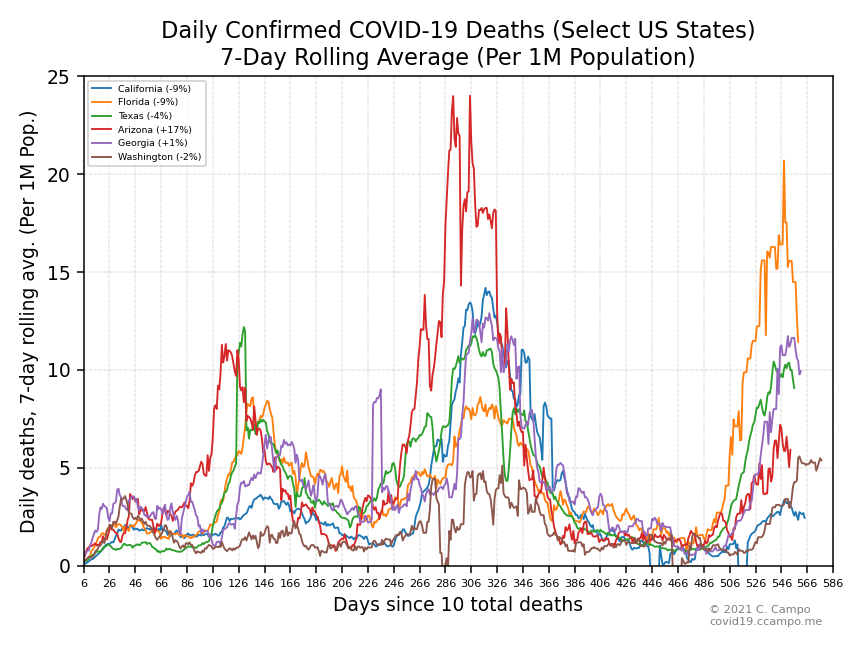 Daily Confirmed COVID-19 Deaths (Select US States)
7-Day Rolling Average (Per 1M Population)
Daily deaths, 7-day rolling avg. (Per 1M Pop.)
25
20
15
10
5
0
California (-9%)
Florida (-9%)
Texas (-4%)
Arizona (+17%)
Georgia (+1%)
Washington (-2%)
6 26 46 66 86 106 126 146 166 186 206 226 246 266 286 306 326 346 366 386 406 426 446 466 486 506 526 546 566 586
Days since 10 total deaths
© 2021 C. Campo
covid19.ccampo.me